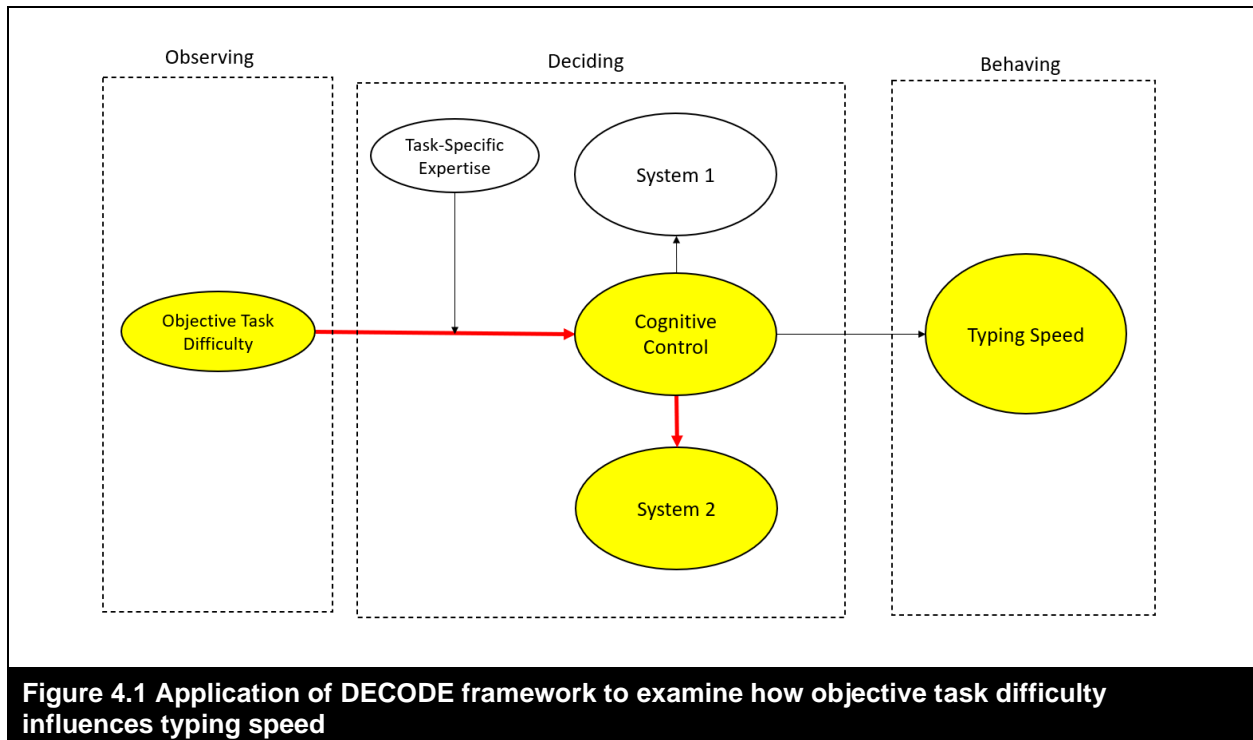 Observing
Deciding
Behaving
Task-Specific
Expertise
System 1
Objective Task
Difficulty
Cognitive
Control
Typing Speed
System 2
Figure 4.1 Application of DECODE framework to examine how objective task difficulty
influences typing speed